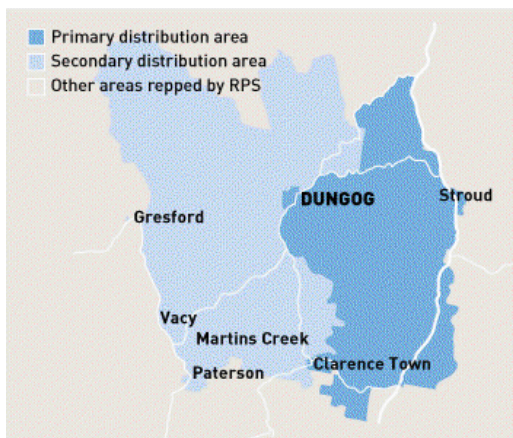 Primary distribution area
Secondary distribution area
Other areas repped by RPS
DUNGOG
Stroud
Gresford
Vacy
Martins Creek
Paterson
Clarence Town